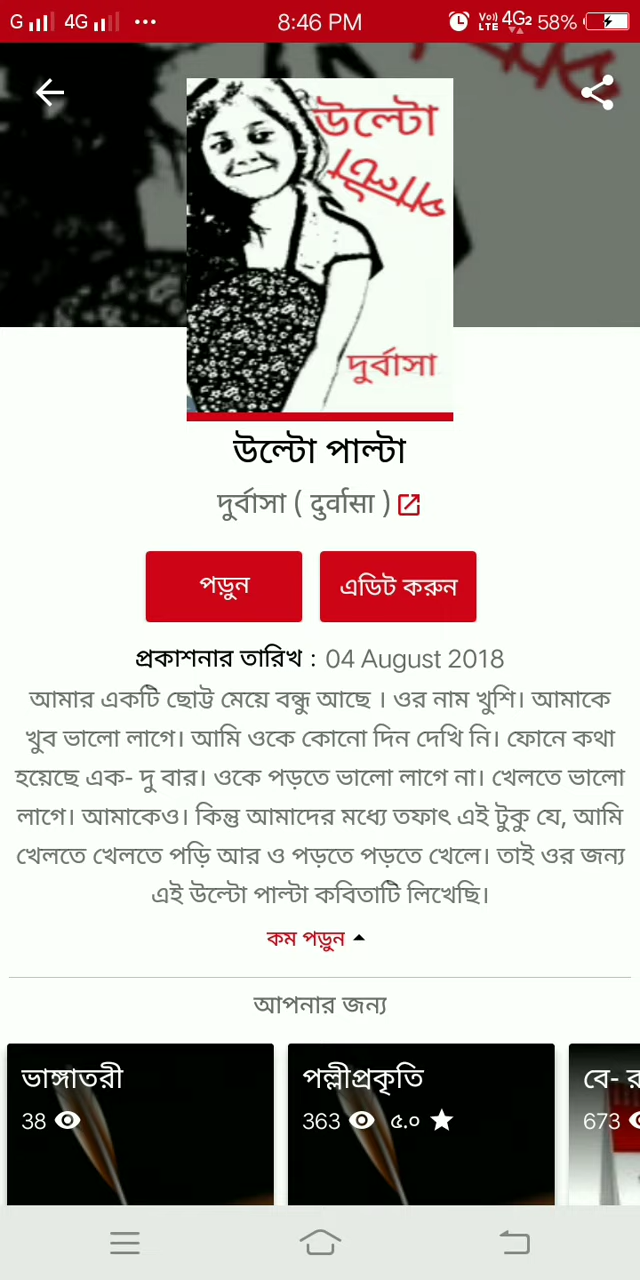 G 4G ... 8:46 PM Vo) LTE 4G2 58%
উল্টো
পাল্টা
দুর্বাসা
উল্টো পাল্টা
দুর্বাসা ( दुर्वासा )
পড়ুন এডিট করুন
প্রকাশনার তারিখ : 04 August 2018
আমার একটি ছোট্ট মেয়ে বন্ধু আছে । ওর নাম খুশি। আমাকে
খুব ভালো লাগে। আমি ওকে কোনো দিন দেখি নি। ফোনে কথা
হয়েছে এক- দু বার। ওকে পড়তে ভালো লাগে না। খেলতে ভালো
লাগে। আমাকেও। কিন্তু আমাদের মধ্যে তফাৎ এই টুকু যে, আমি
খেলতে খেলতে পড়ি আর ও পড়তে পড়তে খেলে। তাই ওর জন্য
এই উল্টো পাল্টা কবিতাটি লিখেছি।
কম পড়ুন
আপনার জন্য
ভাঙ্গাতরী পল্লীপ্রকৃতি বে- র
38 363 ৫.০ 673